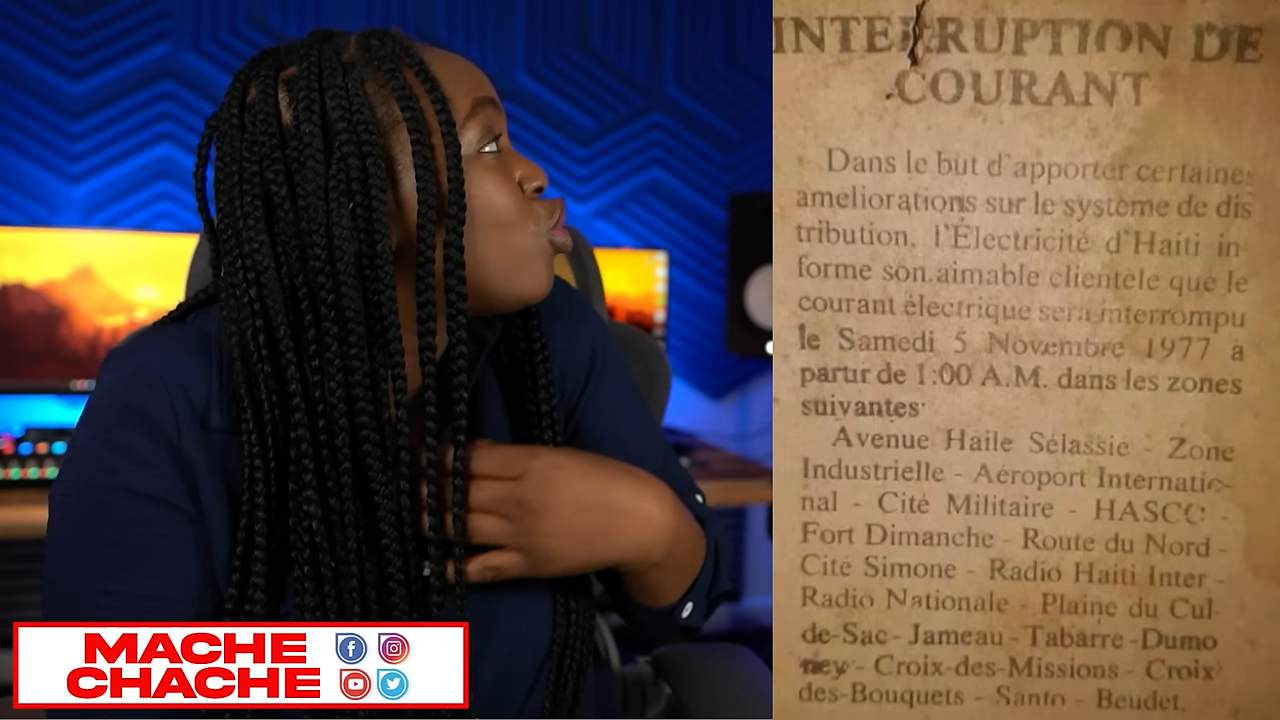 INTERRUPTION DE
COURANT
Dans le but d'apporter certaines
ameliorations sur le système de dis
tribution, l'Électricité d'Haiti in-
forme son aimable clientèle que le
courant électrique sera interrompu
le Samedi 5 Novembre 1977 à
partir de 1:00 A.M. dans les zones
suivantes:
Avenue Haile Sélassié - Zone
Industrielle - Aéroport Internatio-
nal - Cité Militaire - HASCO -
Fort Dimanche - Route du Nord -
Cité Simone - Radio Haiti Inter -
Radio Nationale - Plaine du Cul-
de-Sac - Jameau - Tabarre - Dumo
ney - Croix-des-Missions - Croix
des-Bouquets - Santo - Beudet.
MACHE
CHACHE